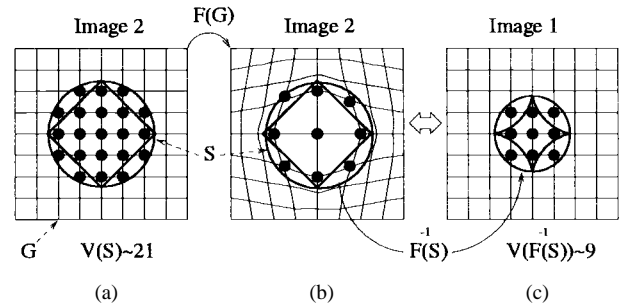 F(G)
Image 2
Image 2
Image 1
S
G
V(S)~21
F(S)
-1
V(F(S))~9
-1
(a)
(b)
(c)